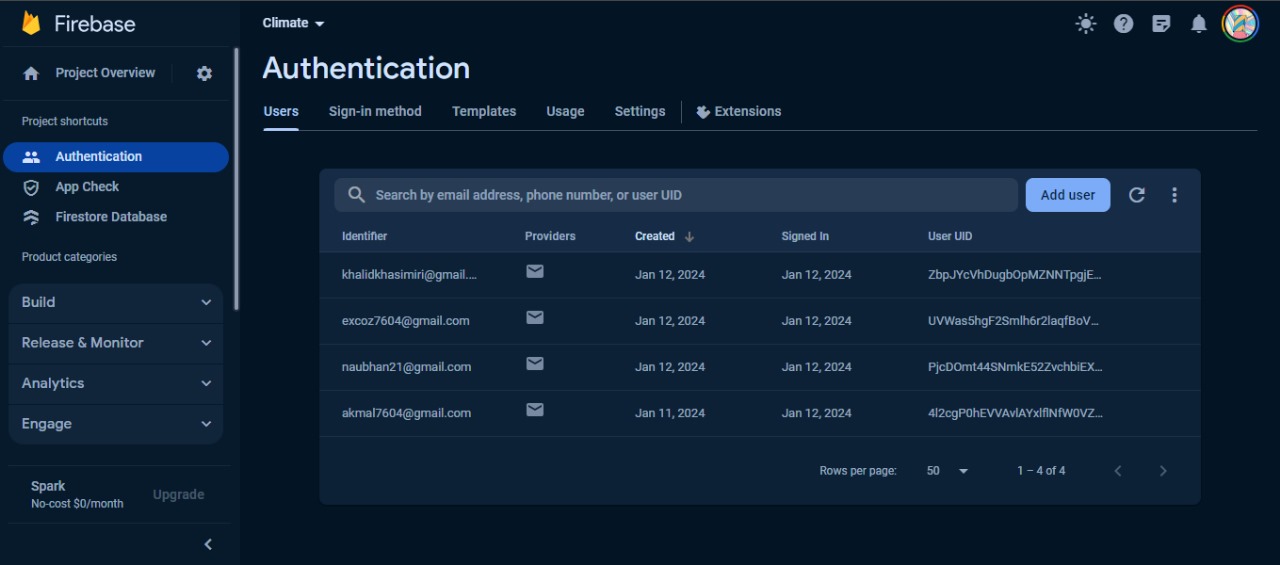 Firebase
Project Overview
Project shortcuts
Authentication
App Check
Firestore Database
Product categories
Build
Release & Monitor
Analytics
Engage
Spark
No-cost $0/month
Upgrade
Climate
Authentication
Users Sign-in method Templates Usage Settings Extensions
Search by email address, phone number, or user UID
Add user
Identifier Providers Created Signed In User UID
khalidkhasimiri@gmail.... Jan 12, 2024 Jan 12, 2024 ZbpJYcVhDugbOpMZNNTpgjE...
excoz7604@gmail.com Jan 12, 2024 Jan 12, 2024 UVWas5hgF2Smlh6r2laqfBoV...
naubhan21@gmail.com Jan 12, 2024 Jan 12, 2024 PjcDOmt44SNmkE52ZvchbiEX...
akmal7604@gmail.com Jan 11, 2024 Jan 12, 2024 4l2cgP0hEVVAvlAYxlflNfW0VZ...
Rows per page: 50 1 – 4 of 4